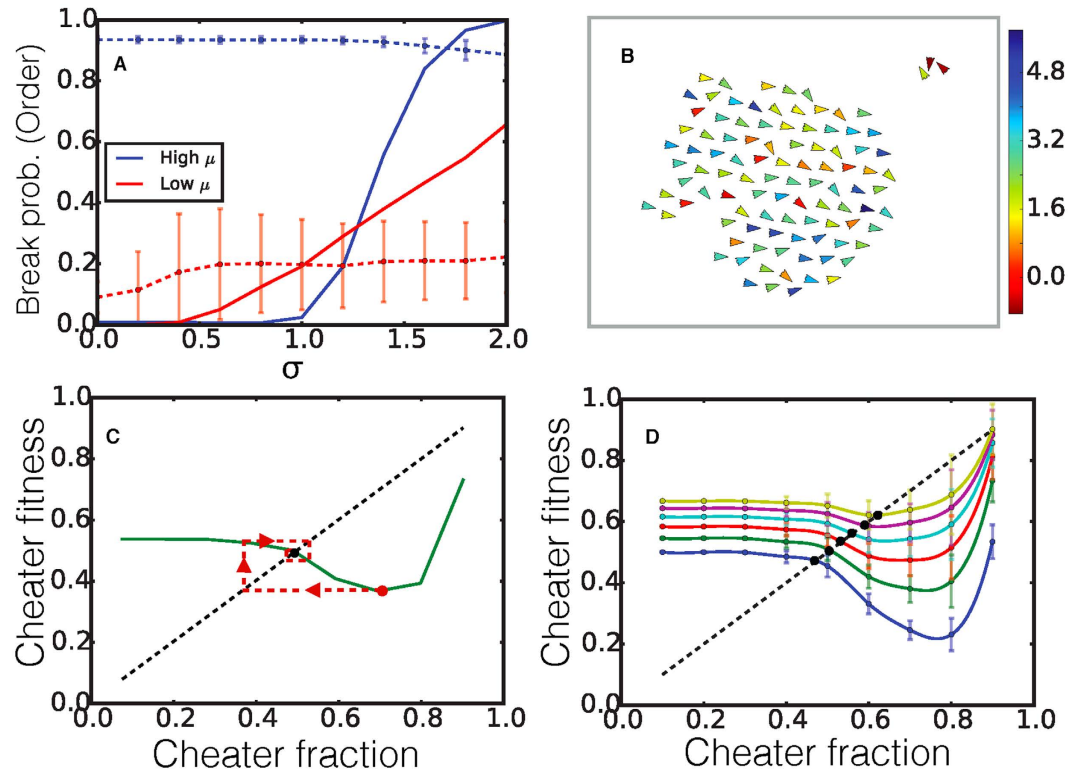 A
Break prob. (Order)
1.0
0.8
0.6
0.4
0.2
0.0
High μ
Low μ
0.0 0.5 1.0 1.5 2.0
σ
B
4.8
3.2
1.6
0.0
C
Cheater fitness
1.0
0.8
0.6
0.4
0.2
0.0
0.0 0.2 0.4 0.6 0.8 1.0
Cheater fraction
D
Cheater fitness
1.0
0.8
0.6
0.4
0.2
0.0
0.0 0.2 0.4 0.6 0.8 1.0
Cheater fraction